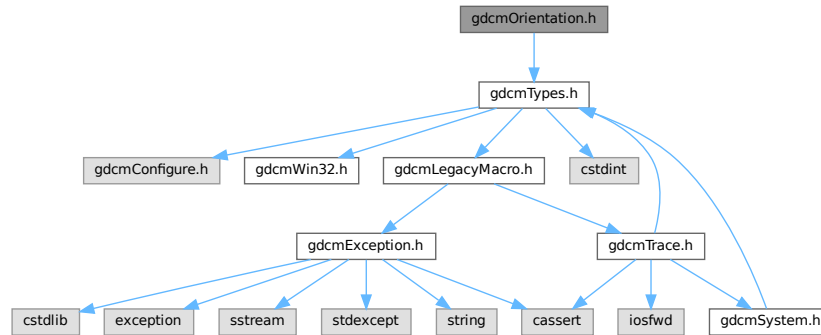 gdcmOrientation.h
gdcmTypes.h
gdcmConfigure.h
gdcmWin32.h
gdcmLegacyMacro.h
cstdint
gdcmException.h
gdcmTrace.h
cstdlib
exception
sstream
stdexcept
string
cassert
iosfwd
gdcmSystem.h